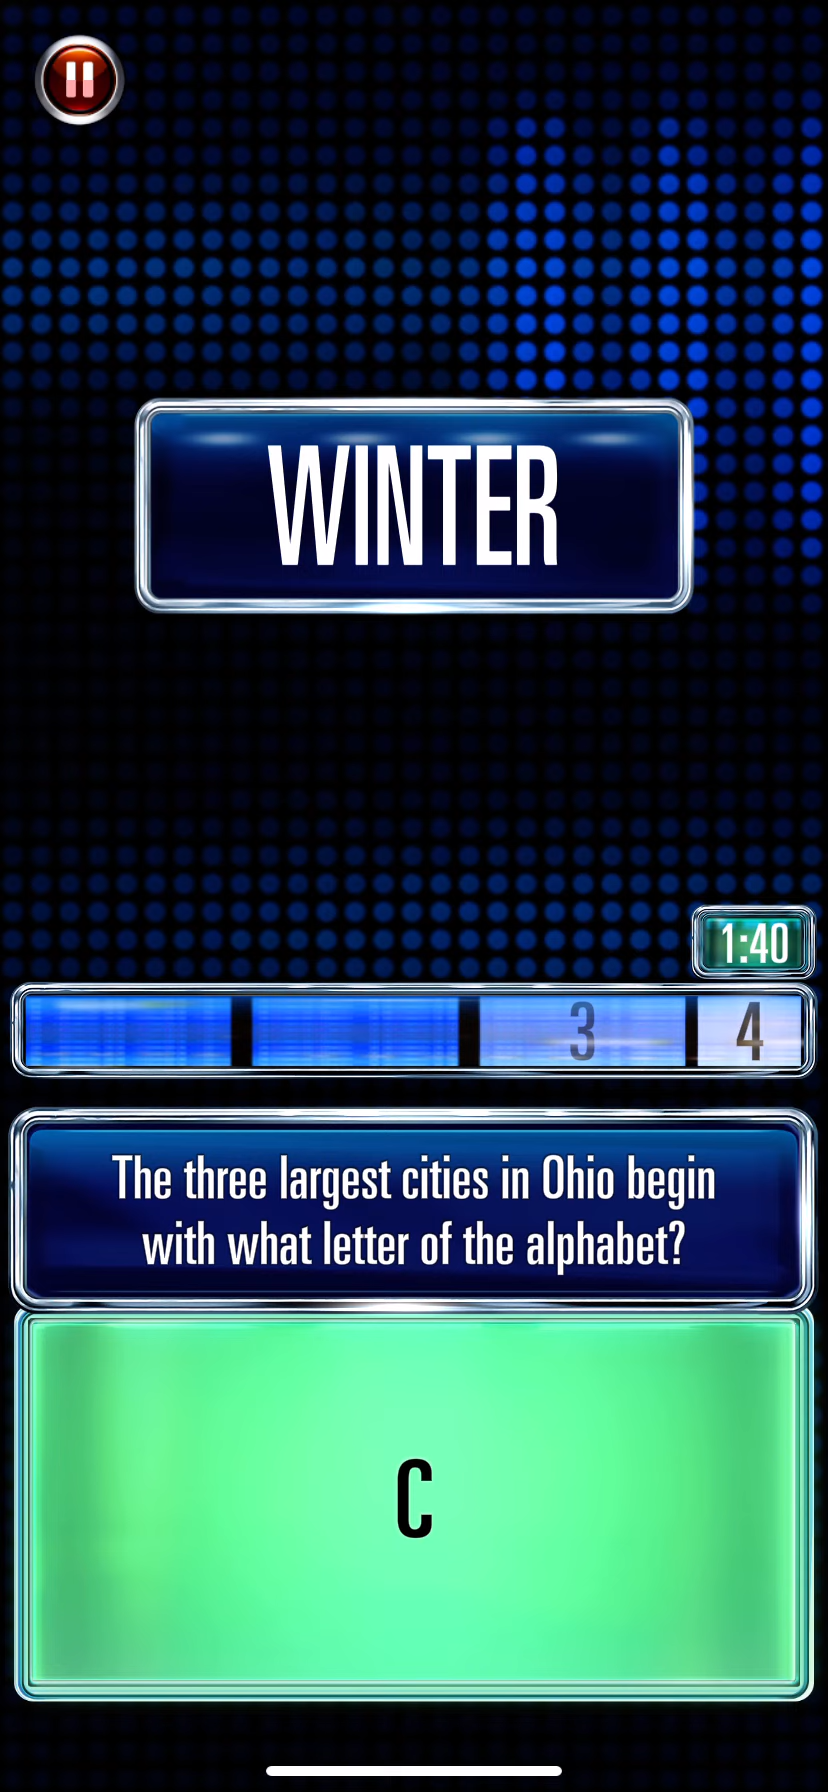 WINTER
1:40
3 4
The three largest cities in Ohio begin
with what letter of the alphabet?
C